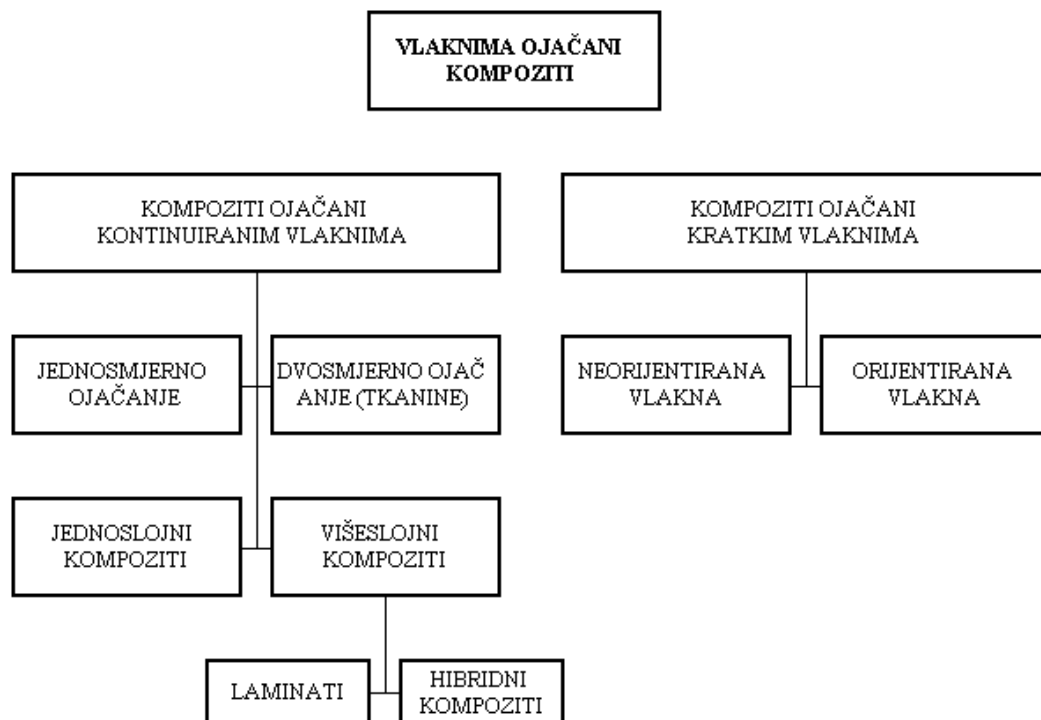 VLAKNIMA OJAČANI
KOMPOZITI
KOMPOZITI OJAČANI
KONTINUIRANIM VLAKNIMA
KOMPOZITI OJAČANI
KRATKIM VLAKNIMA
JEDNOSMJERNO
OJAČANJE
DVOSMJERNO OJAČ
ANJE (TKANINE)
NEORIJENTIRANA
VLAKNA
ORIJENTIRANA
VLAKNA
JEDNOSLOJNI
KOMPOZITI
VIŠESLOJNI
KOMPOZITI
LAMINATI
HIBRIDNI
KOMPOZITI